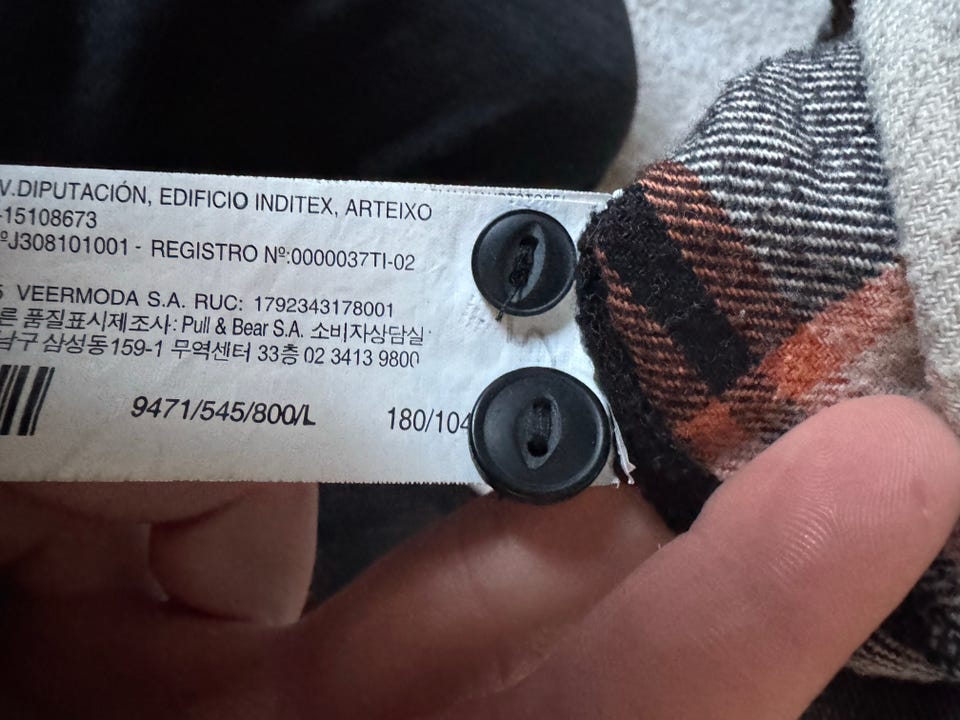 V.DIPUTACIÓN, EDIFICIO INDITEX, ARTEIXO
-15108673
ºJ308101001 - REGISTRO Nº:0000037TI-02
VEERMODA S.A. RUC: 1792343178001
른 품질표시제조사: Pull & Bear S.A. 소비자상담실
남구 삼성동159-1 무역센터 33층 02 3413 9800
9471/545/800/L 180/104